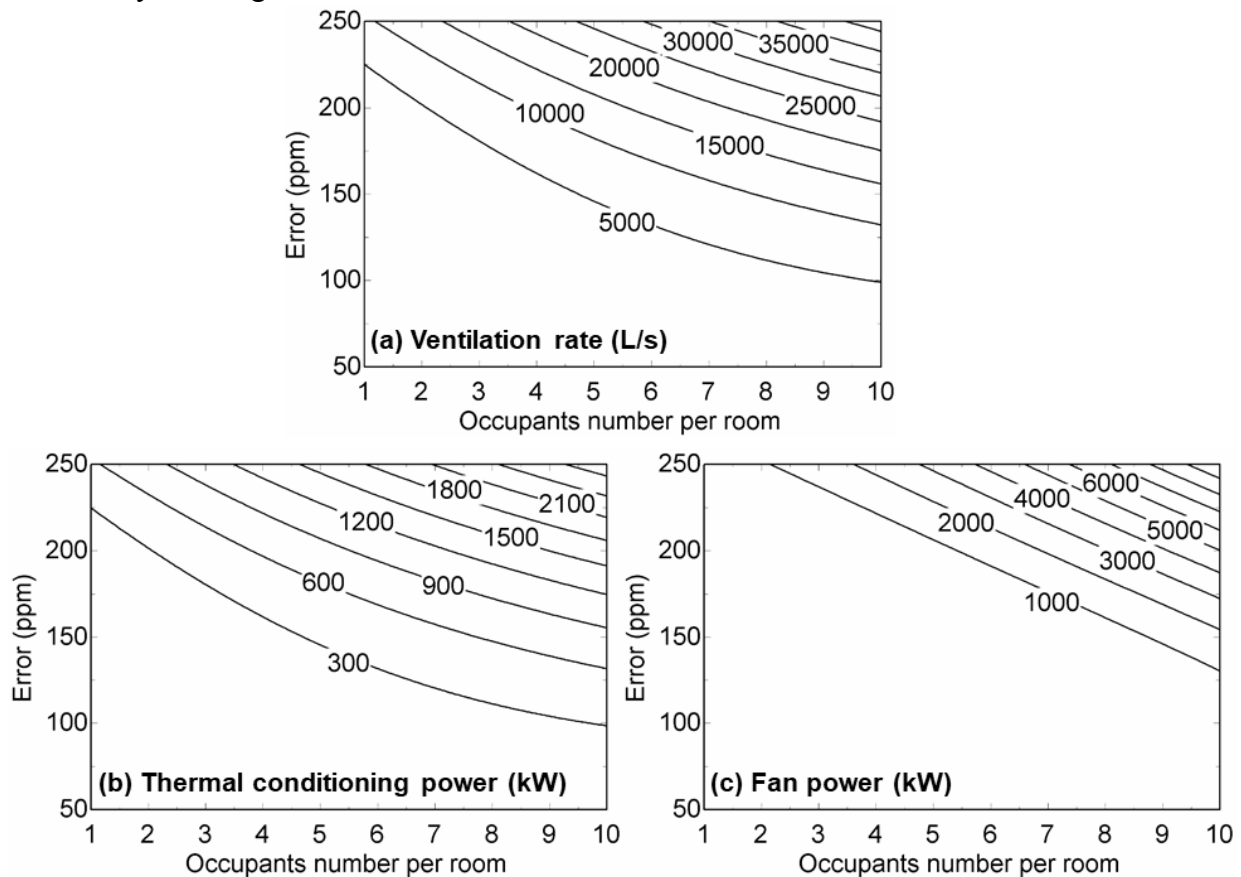 250
200
150
100
50
Error (ppm)
30000
35000
20000
25000
10000
15000
5000
(a) Ventilation rate (L/s)
1 2 3 4 5 6 7 8 9 10
Occupants number per room
250
200
150
100
50
Error (ppm)
1800
2100
1200
1500
600
900
300
(b) Thermal conditioning power (kW)
1 2 3 4 5 6 7 8 9 10
Occupants number per room
250
200
150
100
50
Error (ppm)
6000
4000
5000
2000
3000
1000
(c) Fan power (kW)
1 2 3 4 5 6 7 8 9 10
Occupants number per room